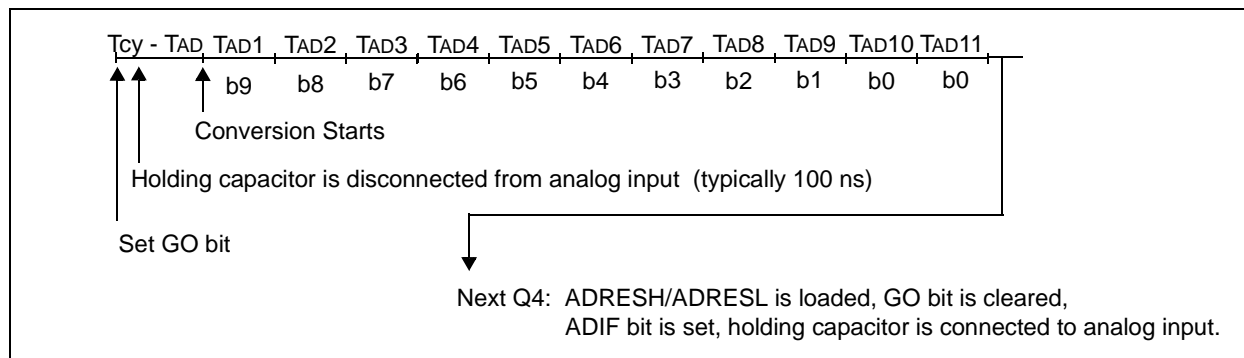 Tcy - TAD TAD1 TAD2 TAD3 TAD4 TAD5 TAD6 TAD7 TAD8 TAD9 TAD10 TAD11
b9 b8 b7 b6 b5 b4 b3 b2 b1 b0 b0
Conversion Starts
Holding capacitor is disconnected from analog input (typically 100 ns)
Set GO bit
Next Q4: ADRESH/ADRESL is loaded, GO bit is cleared,
ADIF bit is set, holding capacitor is connected to analog input.